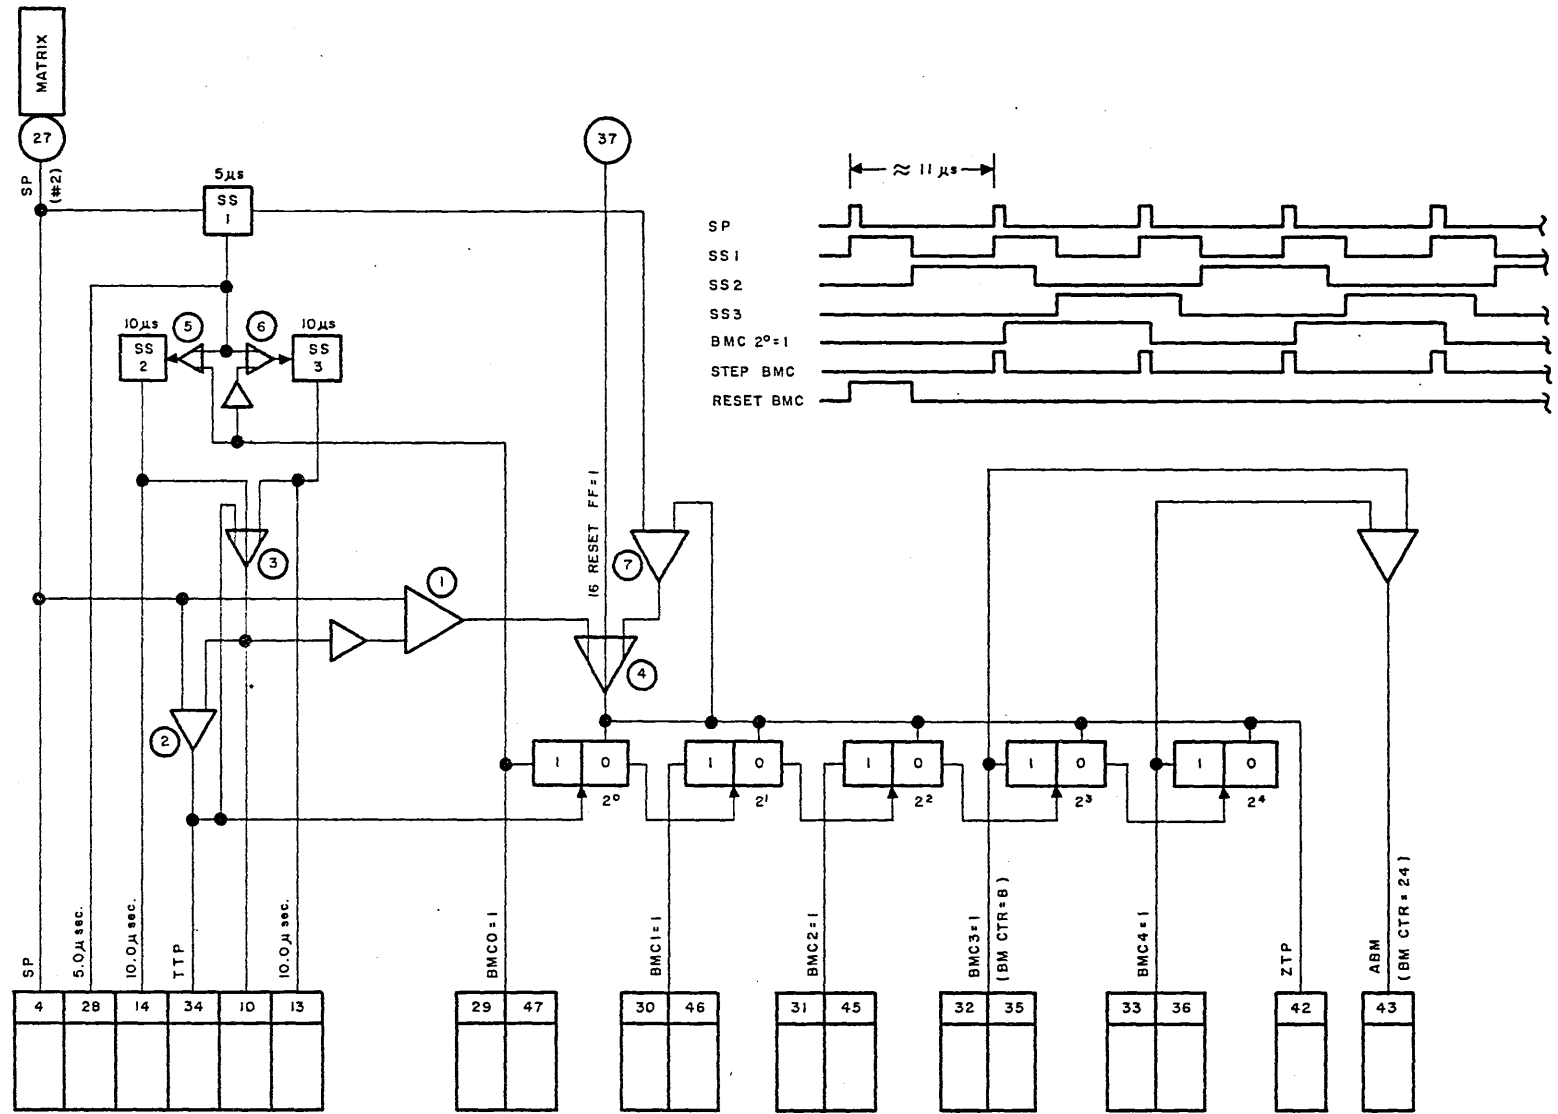 MATRIX
27
SP
(#2)
37
5μs
SS
1
≈ 11 μs
SP
SS1
SS2
SS3
BMC 2⁰=1
STEP BMC
RESET BMC
10μs
5
6
10μs
SS
2
SS
3
16 RESET FF=1
3
1
7
4
2
1
0
2⁰
1
0
2¹
1
0
2²
1
0
2³
1
0
2⁴
SP
5.0μ sec.
10.0μ sec.
TTP
10.0μ sec.
BMC0=1
BMC1=1
BMC2=1
BMC3=1
(BM CTR=8)
BMC4=1
ZTP
ABM
(BM CTR=24)
4 28 14 34 10 13
29 47
30 46
31 45
32 35
33 36
42
43